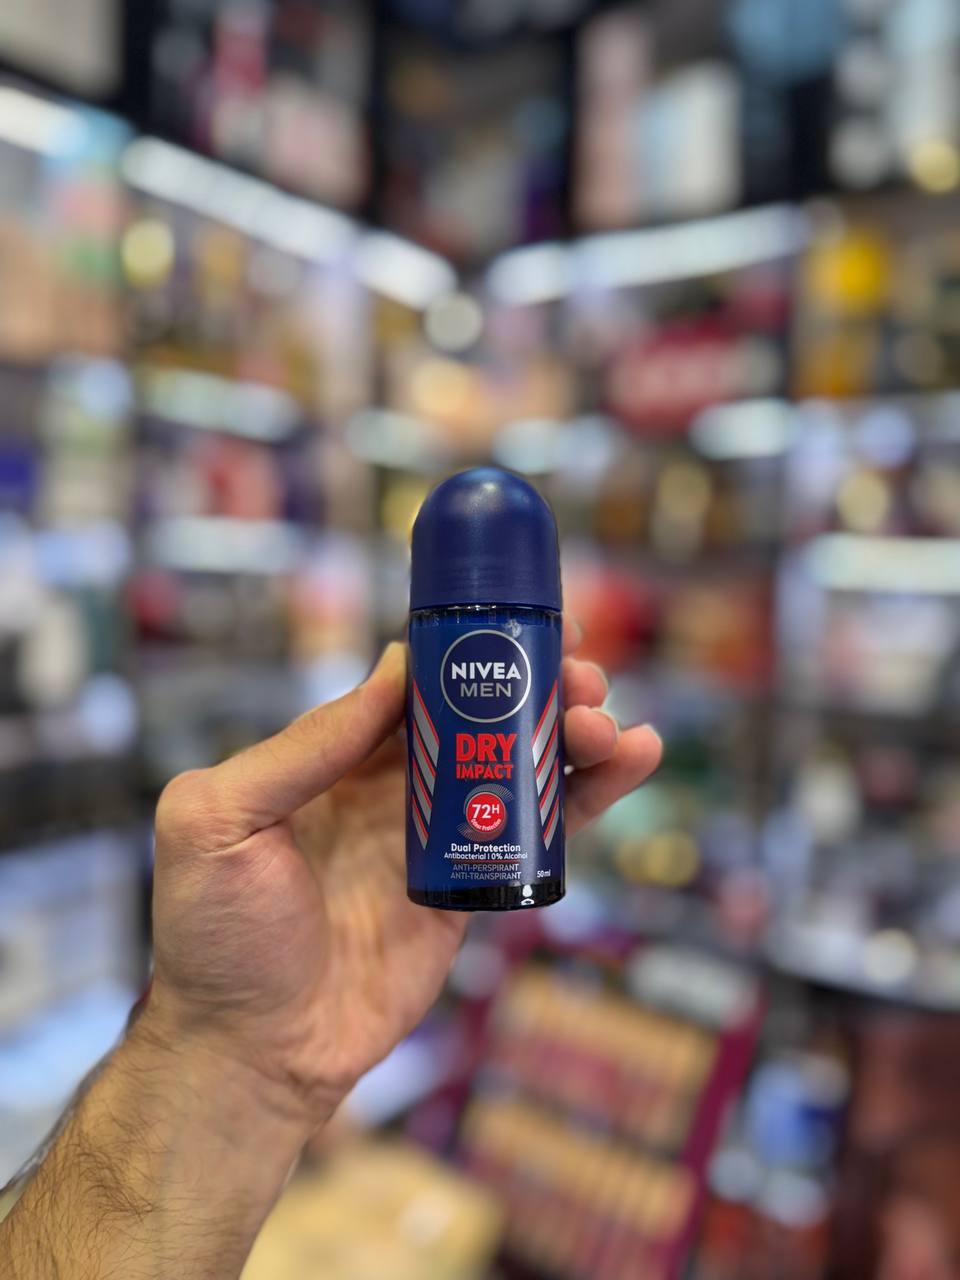 NIVEA
MEN
DRY
IMPACT
72H
Dual Protection
Antibacterial | 0% Alcohol
ANTI-PERSPIRANT
ANTI-TRANSPIRANT
50ml